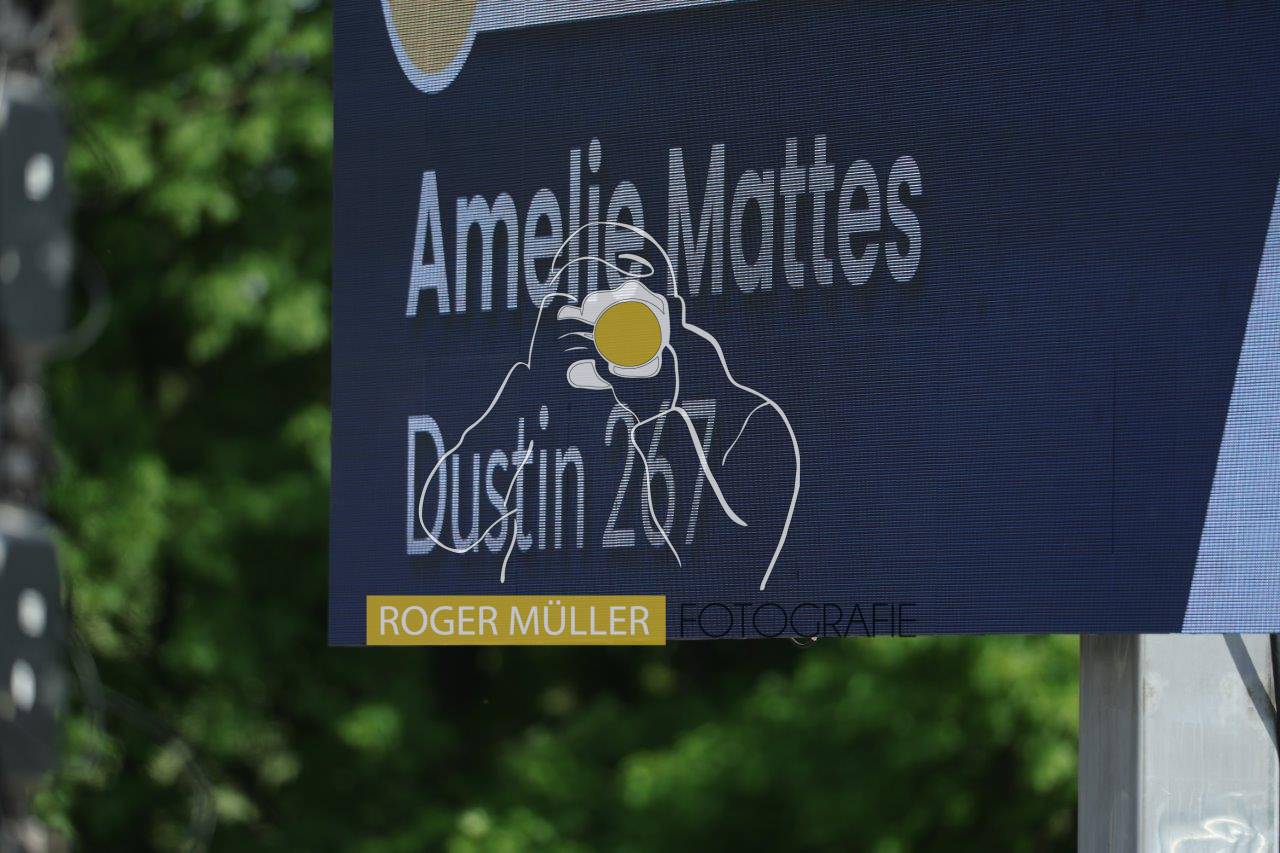 Amelie Mattes
Dustin 267
ROGER MÜLLER FOTOGRAFIE